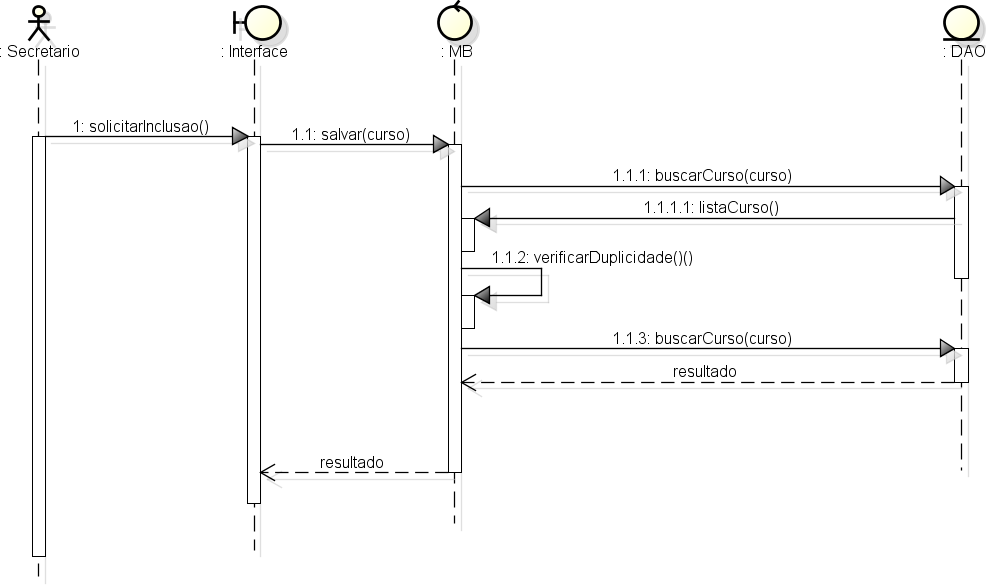 : Secretario
: Interface
: MB
: DAO
1: solicitarInclusao()
1.1: salvar(curso)
1.1.1: buscarCurso(curso)
1.1.1.1: listaCurso()
1.1.2: verificarDuplicidade()()
1.1.3: buscarCurso(curso)
resultado
resultado